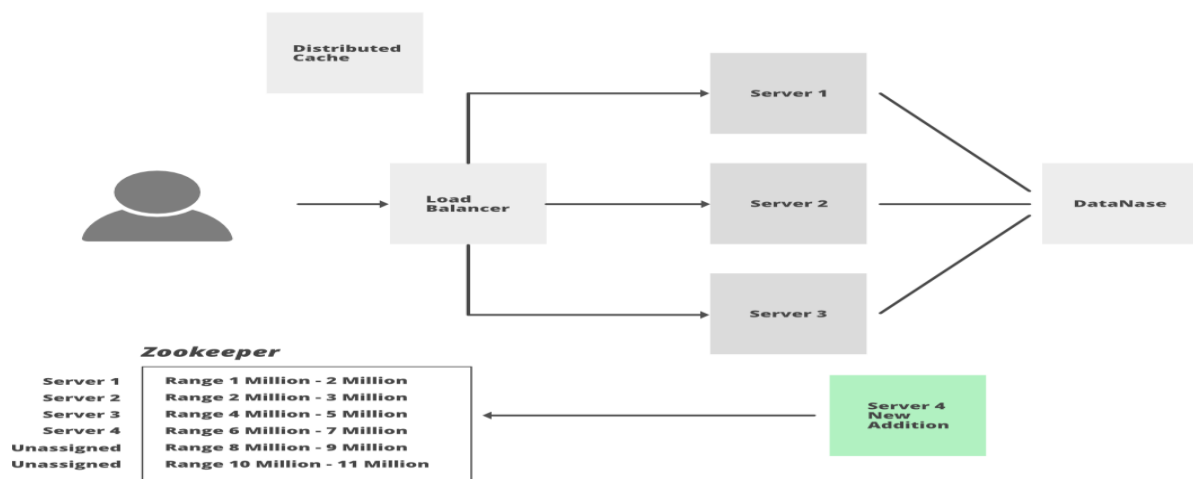 Distributed
Cache
Server 1
Load
Balancer
Server 2
DataNase
Server 3
Zookeeper
Server 1 Range 1 Million - 2 Million
Server 2 Range 2 Million - 3 Million
Server 3 Range 4 Million - 5 Million
Server 4 Range 6 Million - 7 Million
Unassigned Range 8 Million - 9 Million
Unassigned Range 10 Million - 11 Million
Server 4
New
Addition